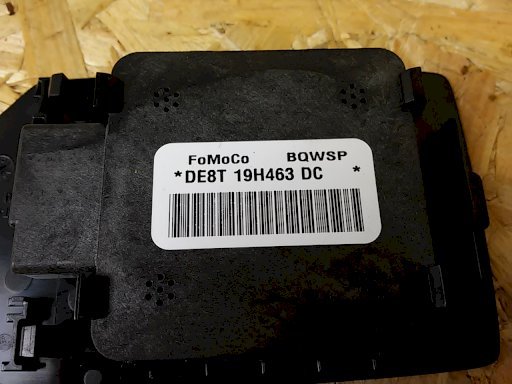 FoMoCo BQWSP
*DE8T 19H463 DC *